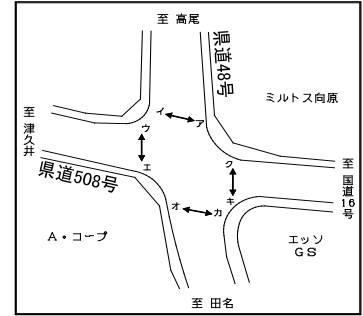 至 高尾
県道48号
ミルトス向原
至 津久井
イ
ア
ウ
エ
ク
キ
オ
カ
県道508号
至 国道16号
A・コープ
エッソ
GS
至 田名